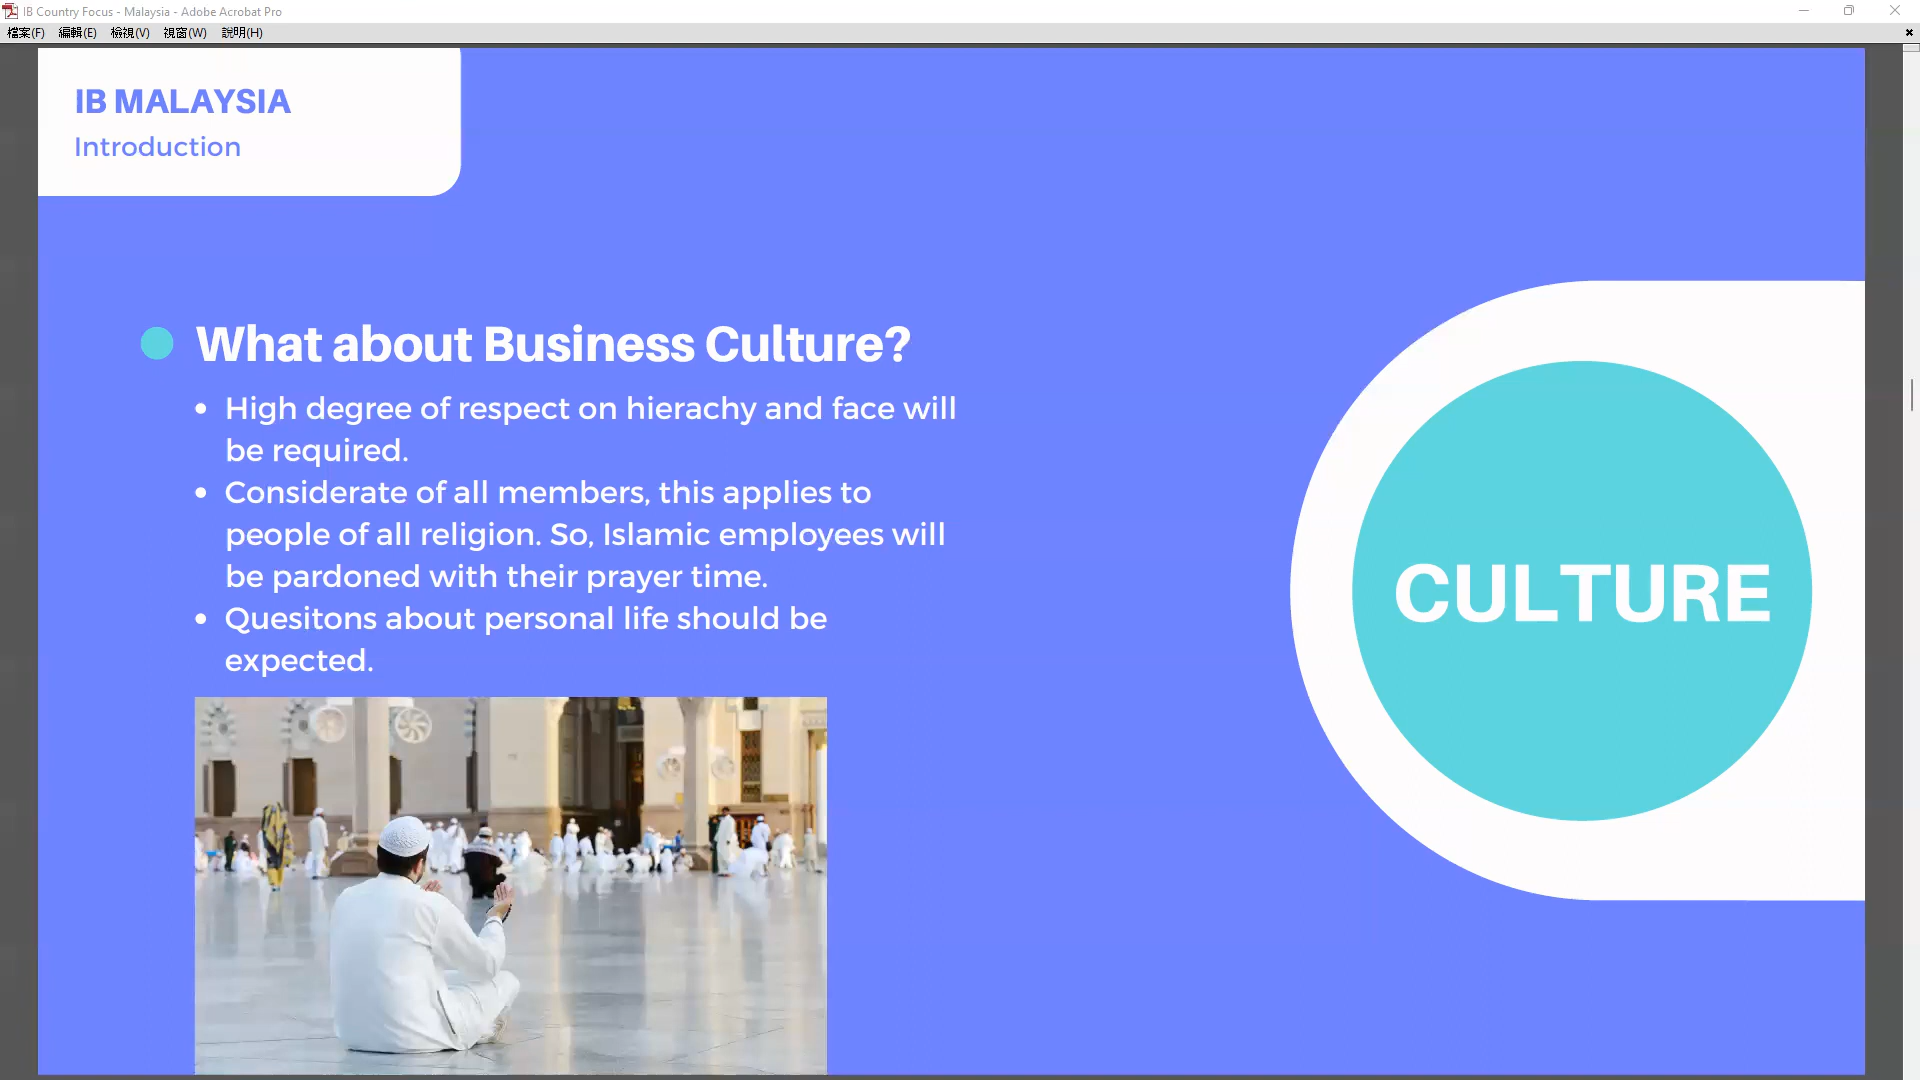 IB Country Focus - Malaysia - Adobe Acrobat Pro
檔案(F) 編輯(E) 檢視(V) 視窗(W) 說明(H)
IB MALAYSIA
Introduction
What about Business Culture?
• High degree of respect on hierachy and face will
be required.
• Considerate of all members, this applies to
people of all religion. So, Islamic employees will
be pardoned with their prayer time.
• Quesitons about personal life should be
expected.
CULTURE